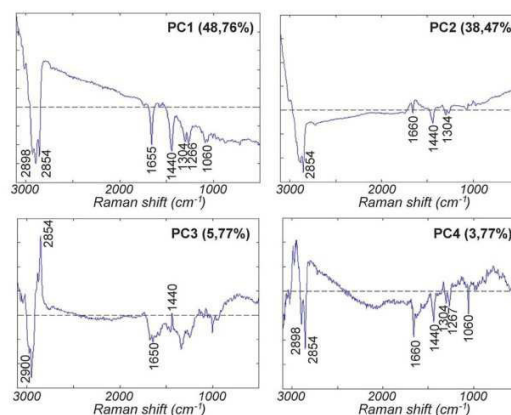 PC1 (48,76%)
2898
2854
1655
1440
1304
1266
1060
3000 2000 1000
Raman shift (cm-1)
PC2 (38,47%)
2854
1660
1440
1304
3000 2000 1000
Raman shift (cm-1)
PC3 (5,77%)
2900
2854
1650
1440
3000 2000 1000
Raman shift (cm-1)
PC4 (3,77%)
2898
2854
1660
1440
1304
1267
1060
3000 2000 1000
Raman shift (cm-1)